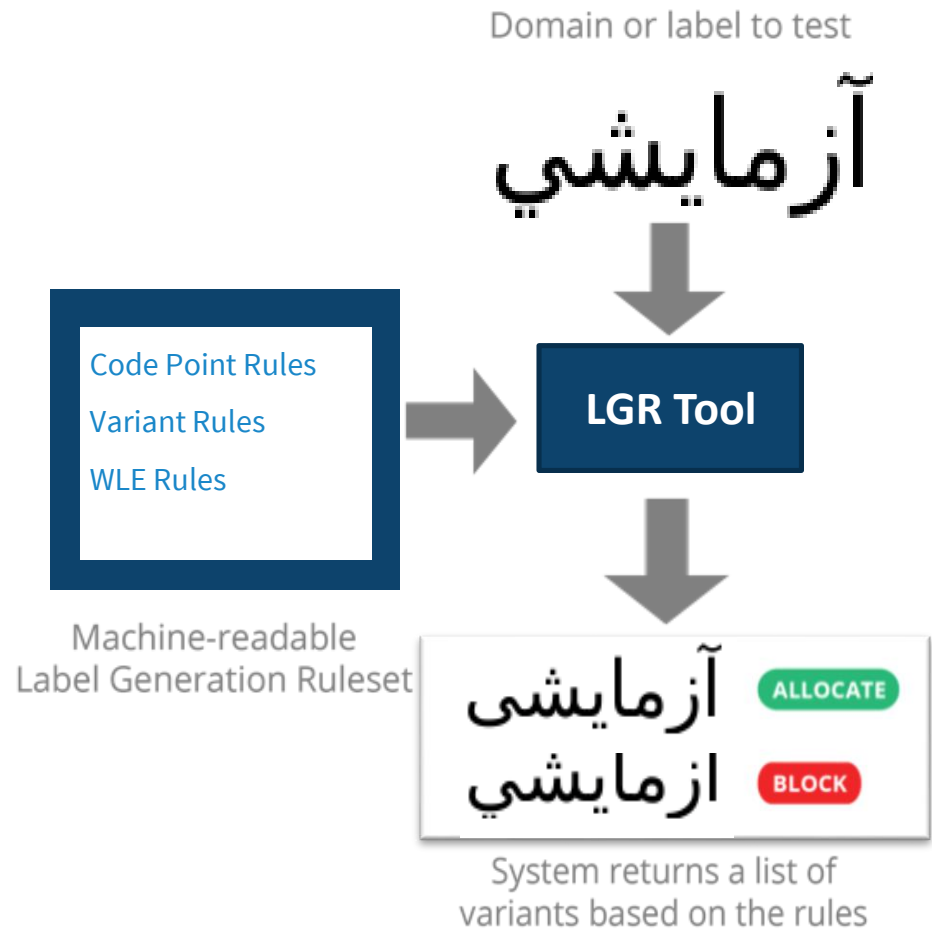 Domain or label to test
آزمايشي
Code Point Rules
Variant Rules
WLE Rules
LGR Tool
Machine-readable
Label Generation Ruleset
آزمایشی ALLOCATE
ازمايشي BLOCK
System returns a list of
variants based on the rules